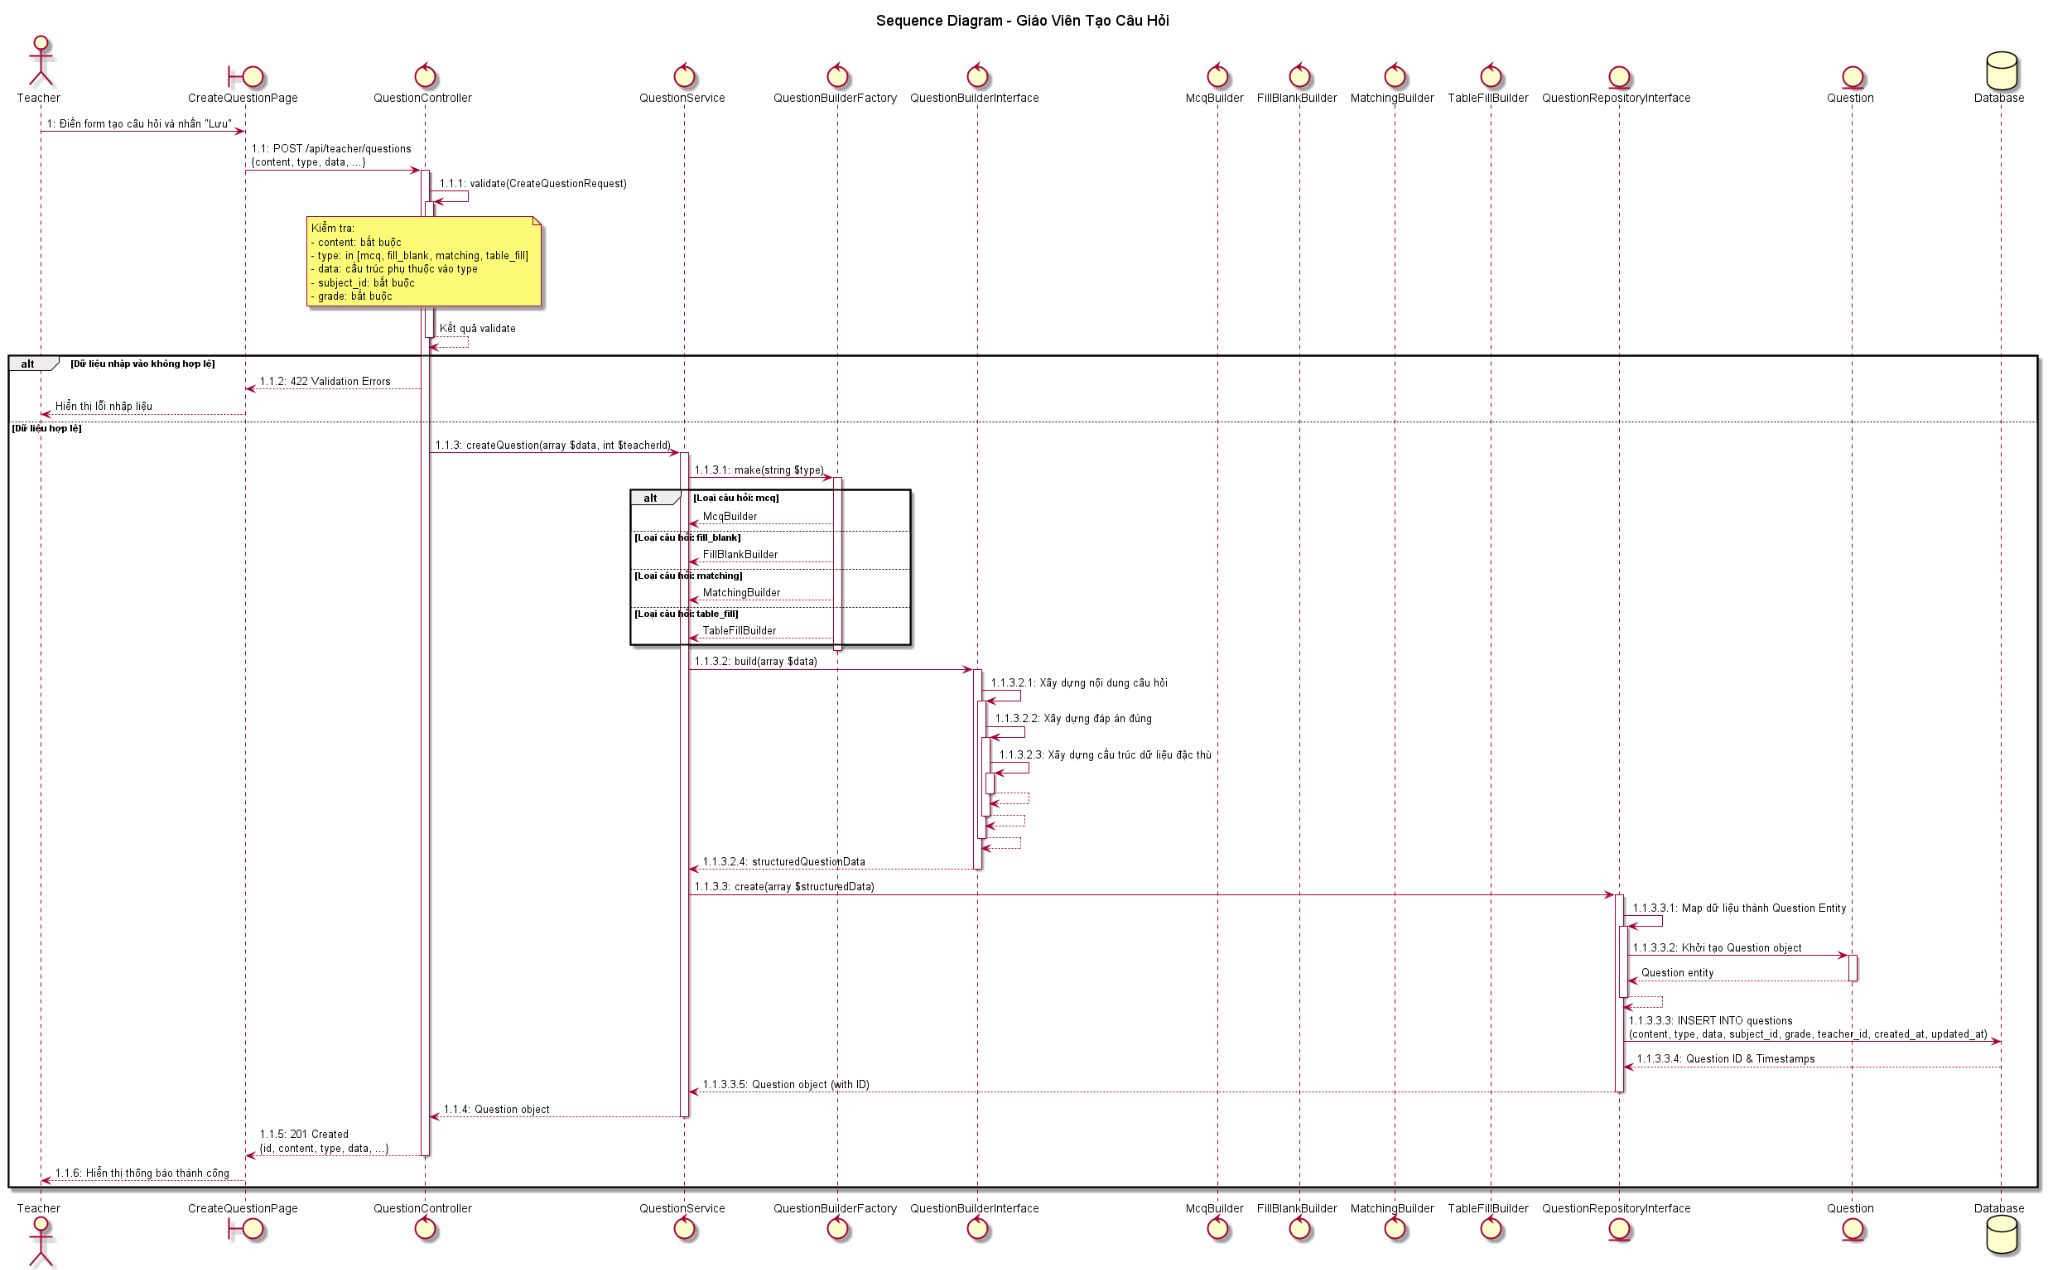 Sequence Diagram - Giáo Viên Tạo Câu Hỏi
Teacher
CreateQuestionPage
QuestionController
QuestionService
QuestionBuilderFactory
QuestionBuilderInterface
McqBuilder
FillBlankBuilder
MatchingBuilder
TableFillBuilder
QuestionRepositoryInterface
Question
Database
1: Điền form tạo câu hỏi và nhấn "Lưu"
1.1: POST /api/teacher/questions
{content, type, data, ...}
1.1.1: validate(CreateQuestionRequest)
Kiểm tra:
- content: bắt buộc
- type: in [mcq, fill_blank, matching, table_fill]
- data: cấu trúc phụ thuộc vào type
- subject_id: bắt buộc
- grade: bắt buộc
Kết quả validate
alt [Dữ liệu nhập vào không hợp lệ]
1.1.2: 422 Validation Errors
Hiển thị lỗi nhập liệu
[Dữ liệu hợp lệ]
1.1.3: createQuestion(array $data, int $teacherId)
1.1.3.1: make(string $type)
alt [Loại câu hỏi: mcq]
McqBuilder
[Loại câu hỏi: fill_blank]
FillBlankBuilder
[Loại câu hỏi: matching]
MatchingBuilder
[Loại câu hỏi: table_fill]
TableFillBuilder
1.1.3.2: build(array $data)
1.1.3.2.1: Xây dựng nội dung câu hỏi
1.1.3.2.2: Xây dựng đáp án đúng
1.1.3.2.3: Xây dựng cấu trúc dữ liệu đặc thù
1.1.3.2.4: structuredQuestionData
1.1.3.3: create(array $structuredData)
1.1.3.3.1: Map dữ liệu thành Question Entity
1.1.3.3.2: Khởi tạo Question object
Question entity
1.1.3.3.3: INSERT INTO questions
(content, type, data, subject_id, grade, teacher_id, created_at, updated_at)
1.1.3.3.4: Question ID & Timestamps
1.1.3.3.5: Question object (with ID)
1.1.4: Question object
1.1.5: 201 Created
{id, content, type, data, ...}
1.1.6: Hiển thị thông báo thành công
Teacher
CreateQuestionPage
QuestionController
QuestionService
QuestionBuilderFactory
QuestionBuilderInterface
McqBuilder
FillBlankBuilder
MatchingBuilder
TableFillBuilder
QuestionRepositoryInterface
Question
Database